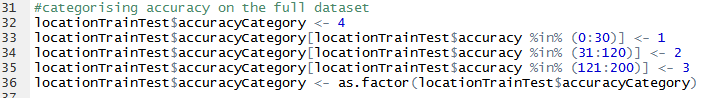 31 #categorising accuracy on the full dataset
32 locationTrainTest$accuracyCategory <- 4
33 locationTrainTest$accuracyCategory[locationTrainTest$accuracy %in% (0:30)] <- 1
34 locationTrainTest$accuracyCategory[locationTrainTest$accuracy %in% (31:120)] <- 2
35 locationTrainTest$accuracyCategory[locationTrainTest$accuracy %in% (121:200)] <- 3
36 locationTrainTest$accuracyCategory <- as.factor(locationTrainTest$accuracyCategory)
37